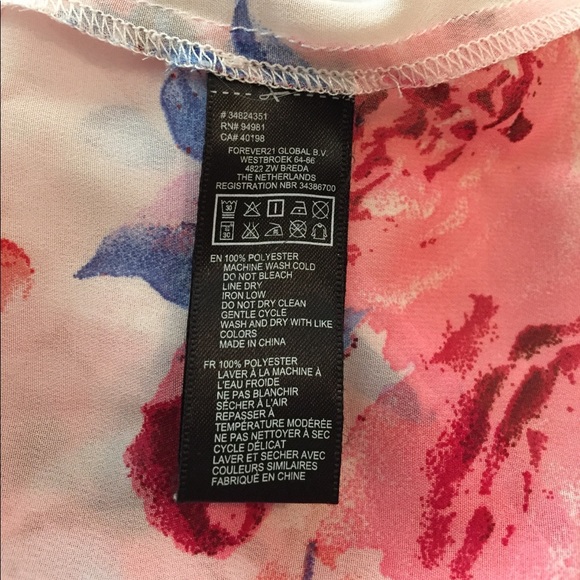 # 34824351
RN# 94981
CA# 40198
FOREVER21 GLOBAL B.V.
WESTBROEK 64-66
4822 ZW BREDA
THE NETHERLANDS
REGISTRATION NBR 34386700
30
30
EN 100% POLYESTER
MACHINE WASH COLD
DO NOT BLEACH
LINE DRY
IRON LOW
DO NOT DRY CLEAN
GENTLE CYCLE
WASH AND DRY WITH LIKE
COLORS
MADE IN CHINA
FR 100% POLYESTER
LAVER À LA MACHINE À
L'EAU FROIDE
NE PAS BLANCHIR
SÉCHER À L'AIR
REPASSER À
TEMPÉRATURE MODÉRÉE
NE PAS NETTOYER À SEC
CYCLE DÉLICAT
LAVER ET SÉCHER AVEC
COULEURS SIMILAIRES
FABRIQUÉ EN CHINE